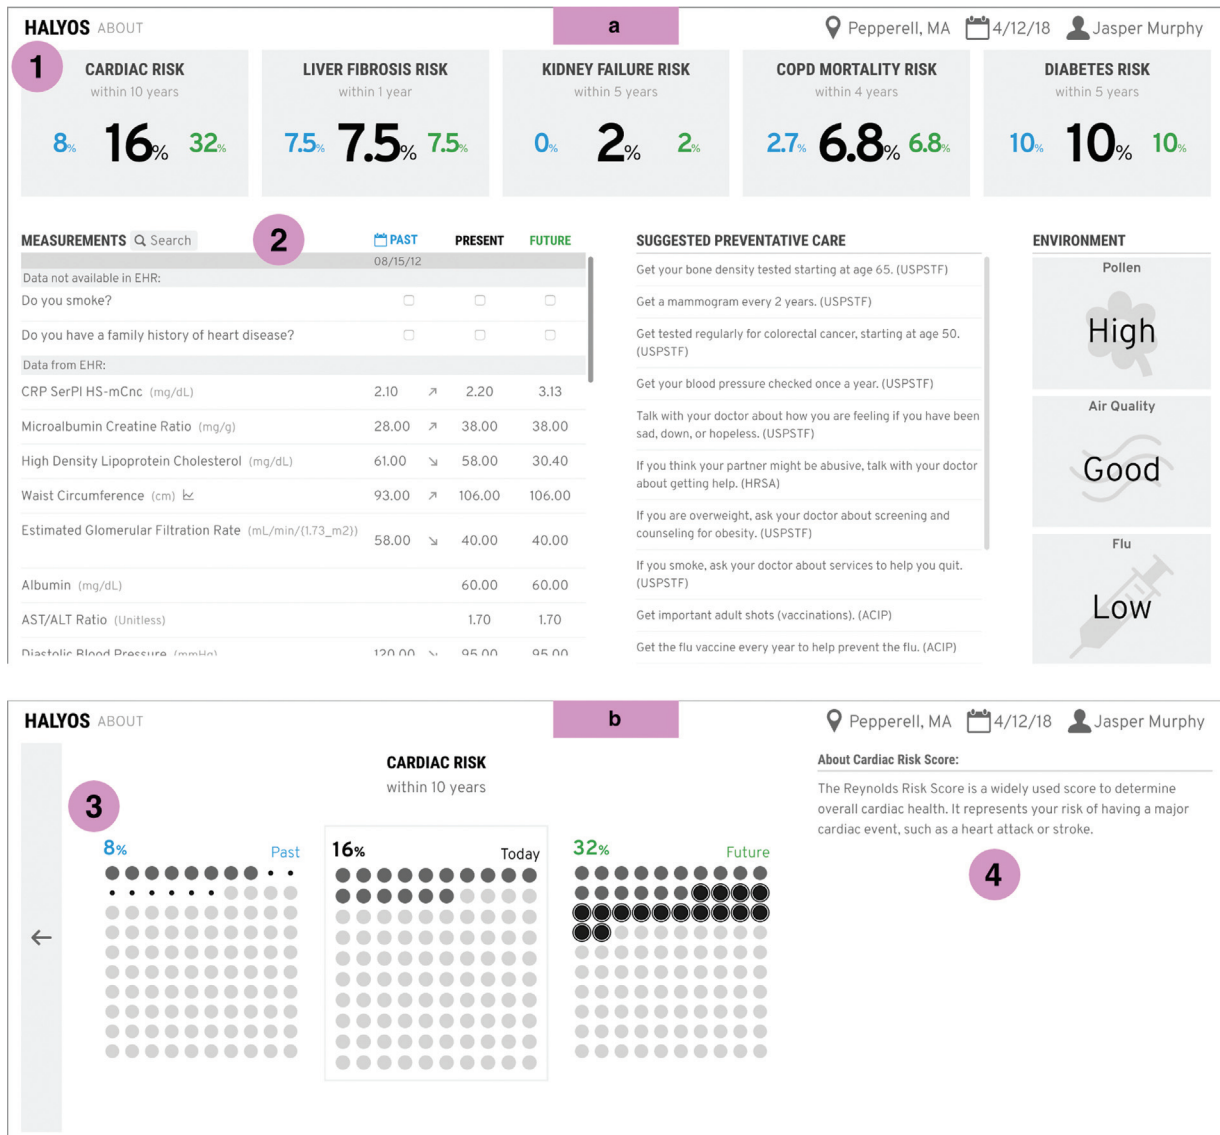 HALYOS ABOUT
a
Pepperell, MA 4/12/18 Jasper Murphy
1
CARDIAC RISK
within 10 years
8% 16% 32%
LIVER FIBROSIS RISK
within 1 year
7.5% 7.5% 7.5%
KIDNEY FAILURE RISK
within 5 years
0% 2% 2%
COPD MORTALITY RISK
within 4 years
2.7% 6.8% 6.8%
DIABETES RISK
within 5 years
10% 10% 10%
MEASUREMENTS Search 2 PAST PRESENT FUTURE
08/15/12
Data not available in EHR:
Do you smoke?
Do you have a family history of heart disease?
Data from EHR:
CRP SerPl HS-mCnc (mg/dL) 2.10 ↗ 2.20 3.13
Microalbumin Creatine Ratio (mg/g) 28.00 ↗ 38.00 38.00
High Density Lipoprotein Cholesterol (mg/dL) 61.00 ↘ 58.00 30.40
Waist Circumference (cm) 93.00 ↗ 106.00 106.00
Estimated Glomerular Filtration Rate (mL/min/{1.73_m2}) 58.00 ↘ 40.00 40.00
Albumin (mg/dL) 60.00 60.00
AST/ALT Ratio (Unitless) 1.70 1.70
Diastolic Blood Pressure (mmHg) 120.00 ↘ 95.00 95.00
SUGGESTED PREVENTATIVE CARE
Get your bone density tested starting at age 65. (USPSTF)
Get a mammogram every 2 years. (USPSTF)
Get tested regularly for colorectal cancer, starting at age 50.
(USPSTF)
Get your blood pressure checked once a year. (USPSTF)
Talk with your doctor about how you are feeling if you have been
sad, down, or hopeless. (USPSTF)
If you think your partner might be abusive, talk with your doctor
about getting help. (HRSA)
If you are overweight, ask your doctor about screening and
counseling for obesity. (USPSTF)
If you smoke, ask your doctor about services to help you quit.
(USPSTF)
Get important adult shots (vaccinations). (ACIP)
Get the flu vaccine every year to help prevent the flu. (ACIP)
ENVIRONMENT
Pollen
High
Air Quality
Good
Flu
Low
HALYOS ABOUT
b
Pepperell, MA 4/12/18 Jasper Murphy
CARDIAC RISK
within 10 years
3
8% Past
16% Today
32% Future
←
About Cardiac Risk Score:
The Reynolds Risk Score is a widely used score to determine
overall cardiac health. It represents your risk of having a major
cardiac event, such as a heart attack or stroke.
4